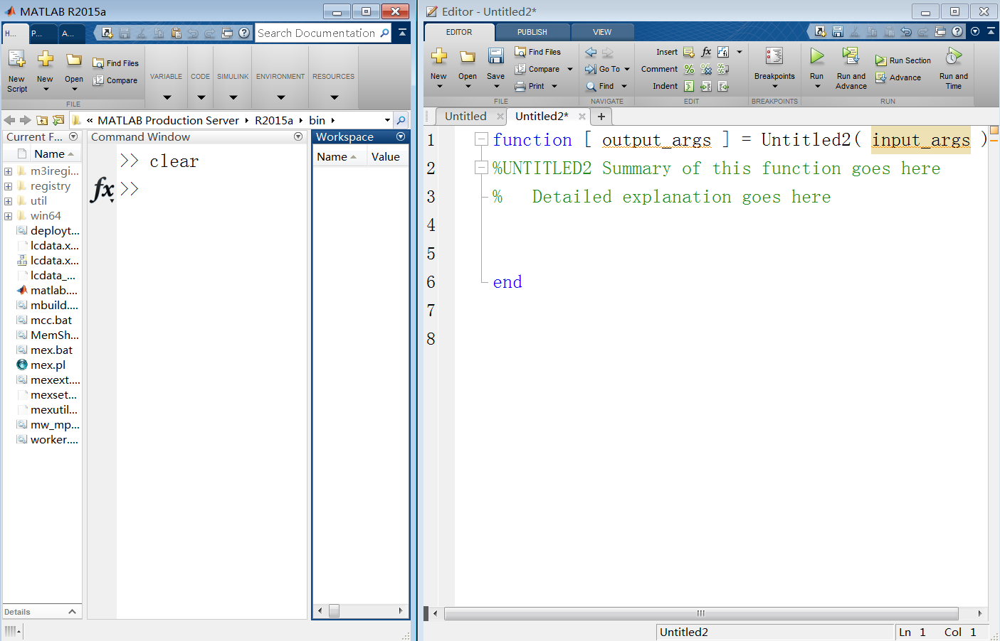 MATLAB R2015a
H... P... A...
Search Documentation
New Script
New
Open
Find Files
Compare
FILE
VARIABLE
CODE
SIMULINK
ENVIRONMENT
RESOURCES
« MATLAB Production Server R2015a bin
Current F...
Name
m3iregi...
registry
util
win64
deployt...
lcdata.x...
lcdata.x...
lcdata_...
matlab....
mbuild....
mcc.bat
MemSh...
mex.bat
mex.pl
mexext....
mexset...
mexutil...
mw_mp...
worker....
Details
Command Window
>> clear
fx >>
Workspace
Name Value
Editor - Untitled2*
EDITOR PUBLISH VIEW
New
Open
Save
Find Files
Compare
Print
FILE
Go To
Find
NAVIGATE
Insert fx
Comment
Indent
EDIT
Breakpoints
BREAKPOINTS
Run
Run and Advance
Run Section
Advance
Run and Time
RUN
Untitled Untitled2*
1 function [ output_args ] = Untitled2( input_args )
2 %UNTITLED2 Summary of this function goes here
3 % Detailed explanation goes here
4
5
6 end
7
8
Untitled2 Ln 1 Col 1